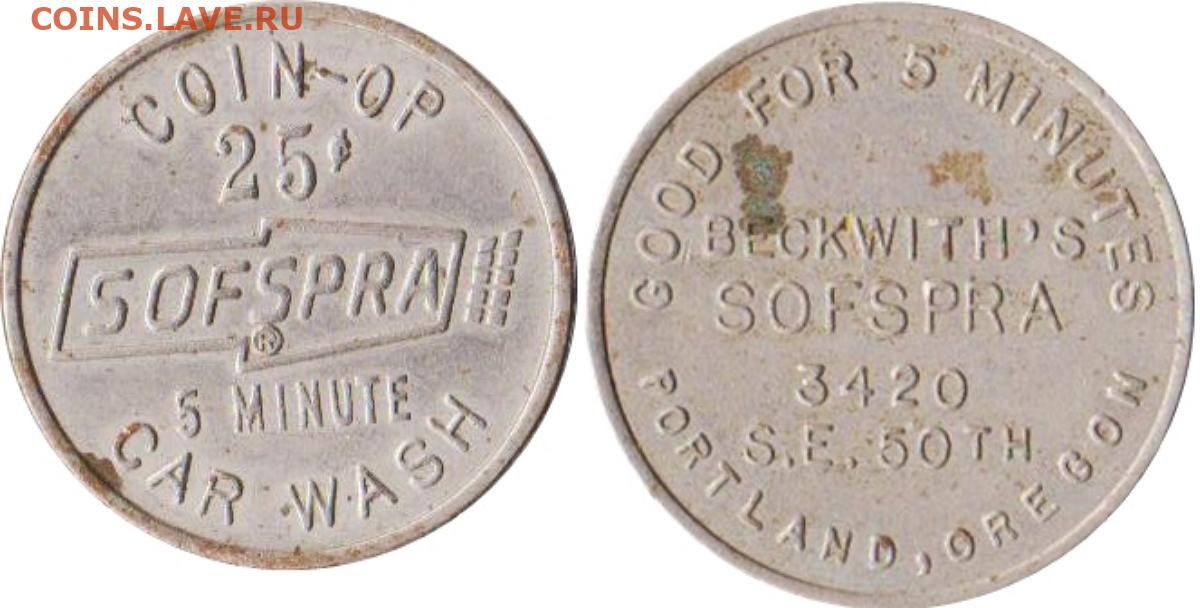 COINS.LAVE.RU
COIN-OP
25¢
SOFSPRA
®
5 MINUTE
CAR WASH
GOOD FOR 5 MINUTES
BECKWITH'S
SOFSPRA
3420
S.E. 50TH
PORTLAND, OREGON